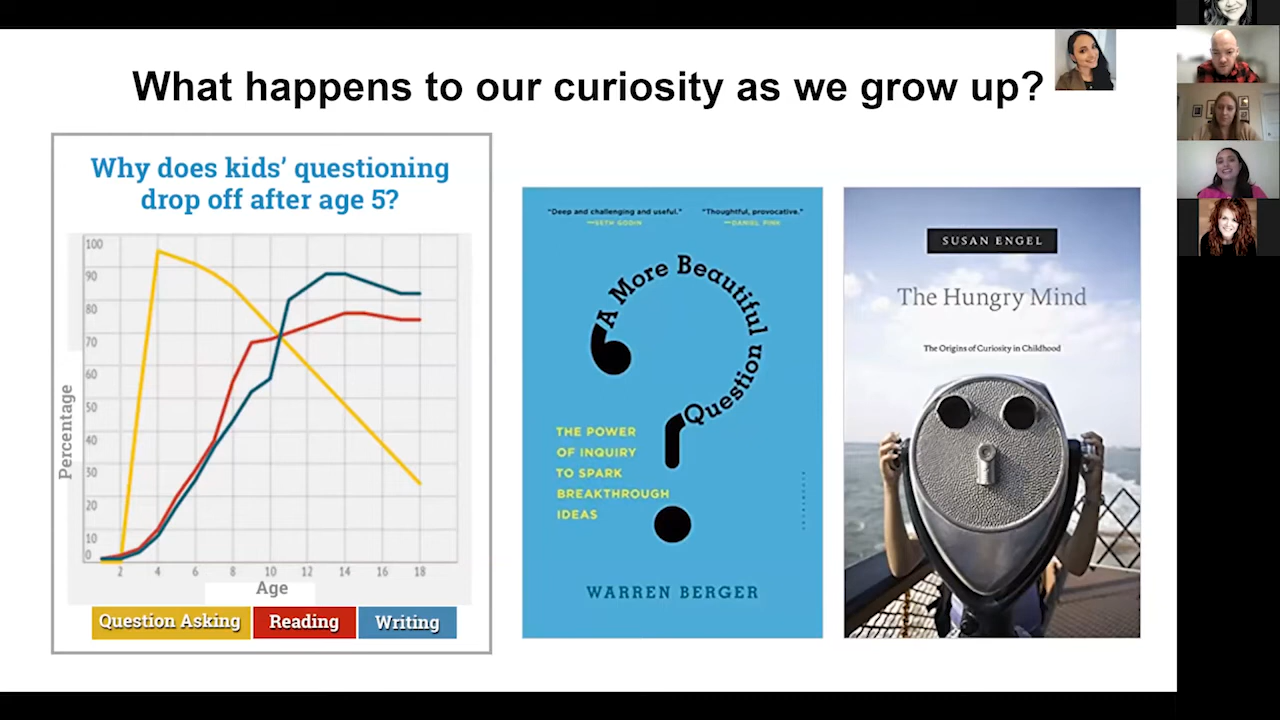 What happens to our curiosity as we grow up?
Why does kids’ questioning
drop off after age 5?
100
90
80
70
60
50
40
30
20
10
0
Percentage
2 4 6 8 10 12 14 16 18
Age
Question Asking Reading Writing
"Deep and challenging and useful."
—SETH GODIN
"Thoughtful, provocative."
—DANIEL PINK
A More Beautiful Question
THE POWER
OF INQUIRY
TO SPARK
BREAKTHROUGH
IDEAS
WARREN BERGER
SUSAN ENGEL
The Hungry Mind
The Origins of Curiosity in Childhood